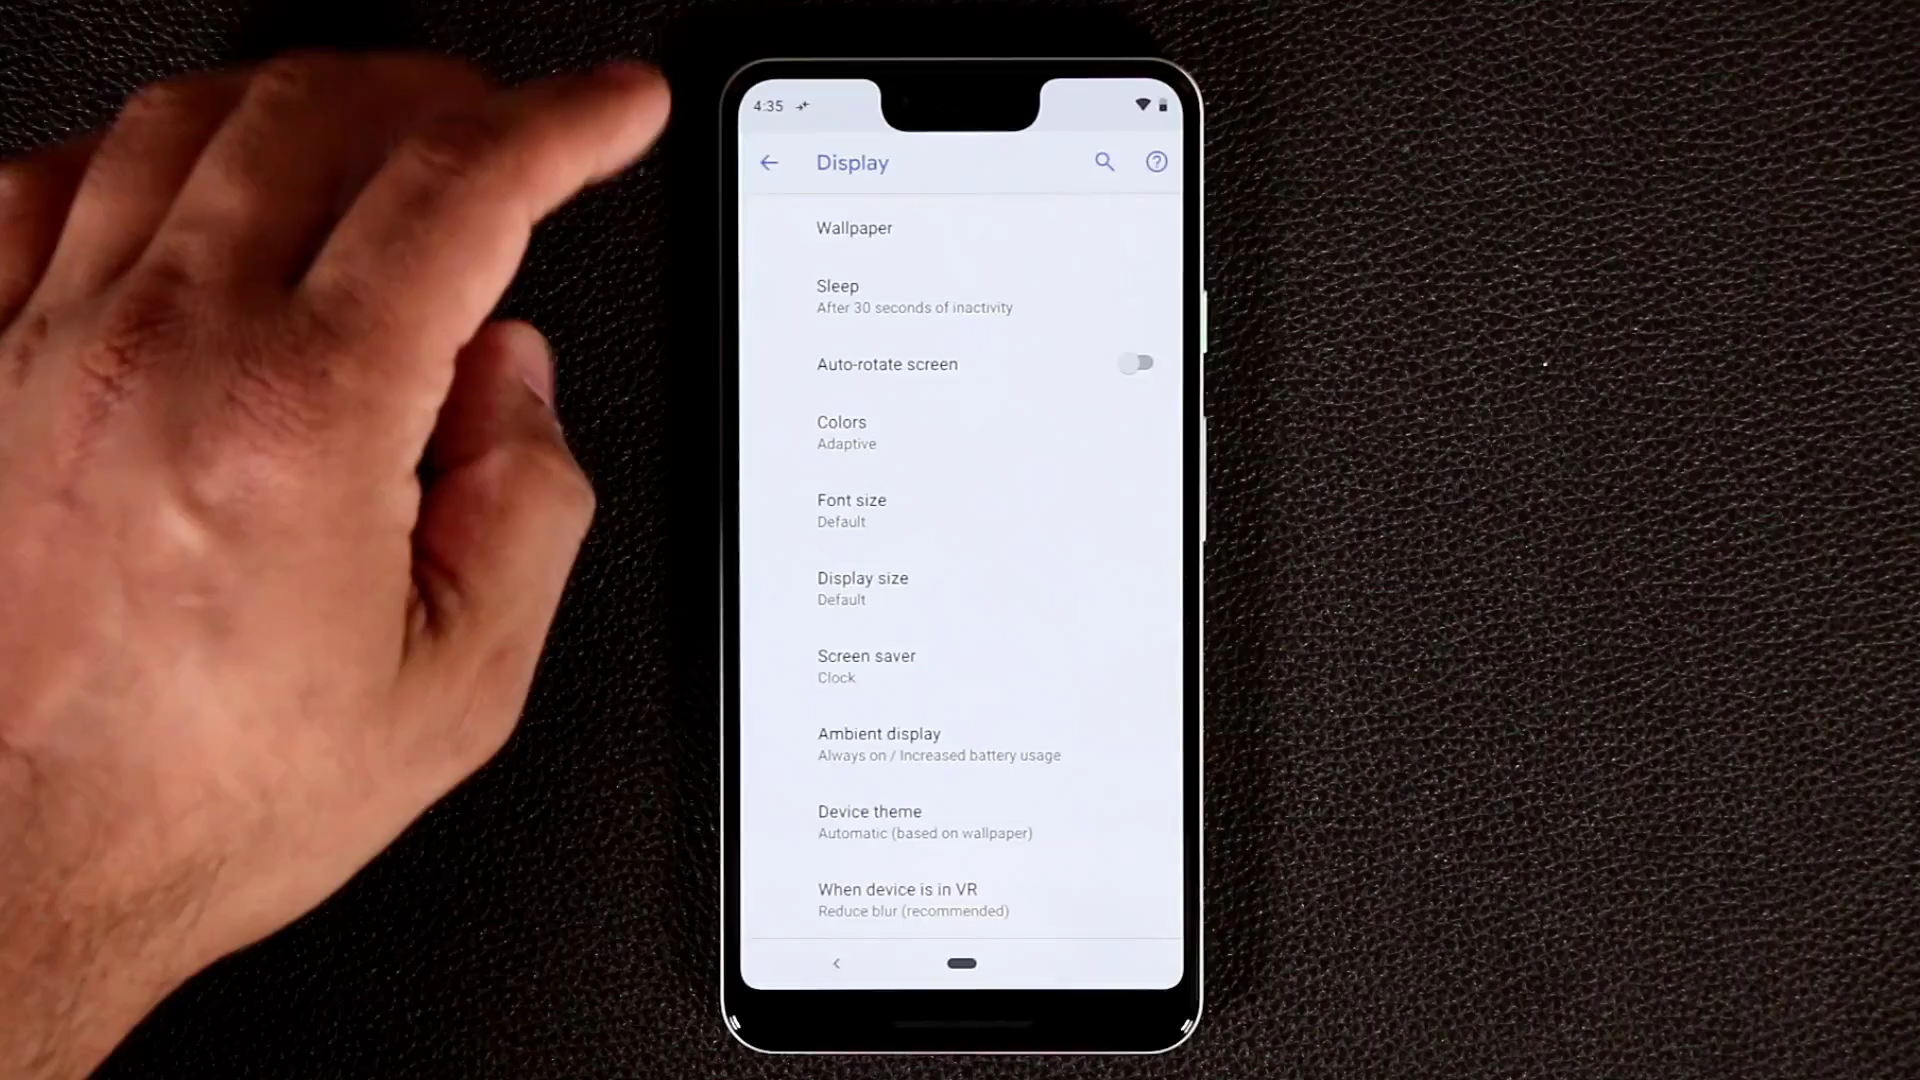 4:35
Display
Wallpaper
Sleep
After 30 seconds of inactivity
Auto-rotate screen
Colors
Adaptive
Font size
Default
Display size
Default
Screen saver
Clock
Ambient display
Always on / Increased battery usage
Device theme
Automatic (based on wallpaper)
When device is in VR
Reduce blur (recommended)